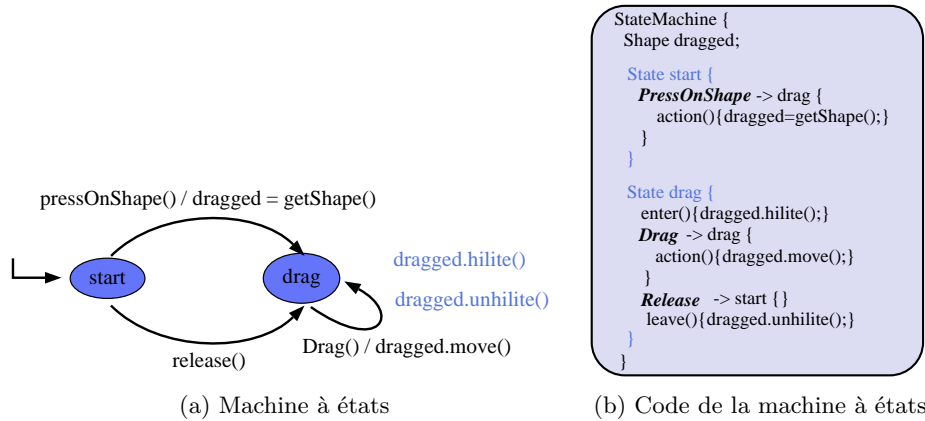 pressOnShape() / dragged = getShape()
start
drag
dragged.hilite()
dragged.unhilite()
Drag() / dragged.move()
release()
(a) Machine à états
StateMachine {
Shape dragged;
State start {
PressOnShape -> drag {
action(){dragged=getShape();}
}
}
State drag {
enter(){dragged.hilite();}
Drag -> drag {
action(){dragged.move();}
}
Release -> start {}
leave(){dragged.unhilite();}
}
}
(b) Code de la machine à états